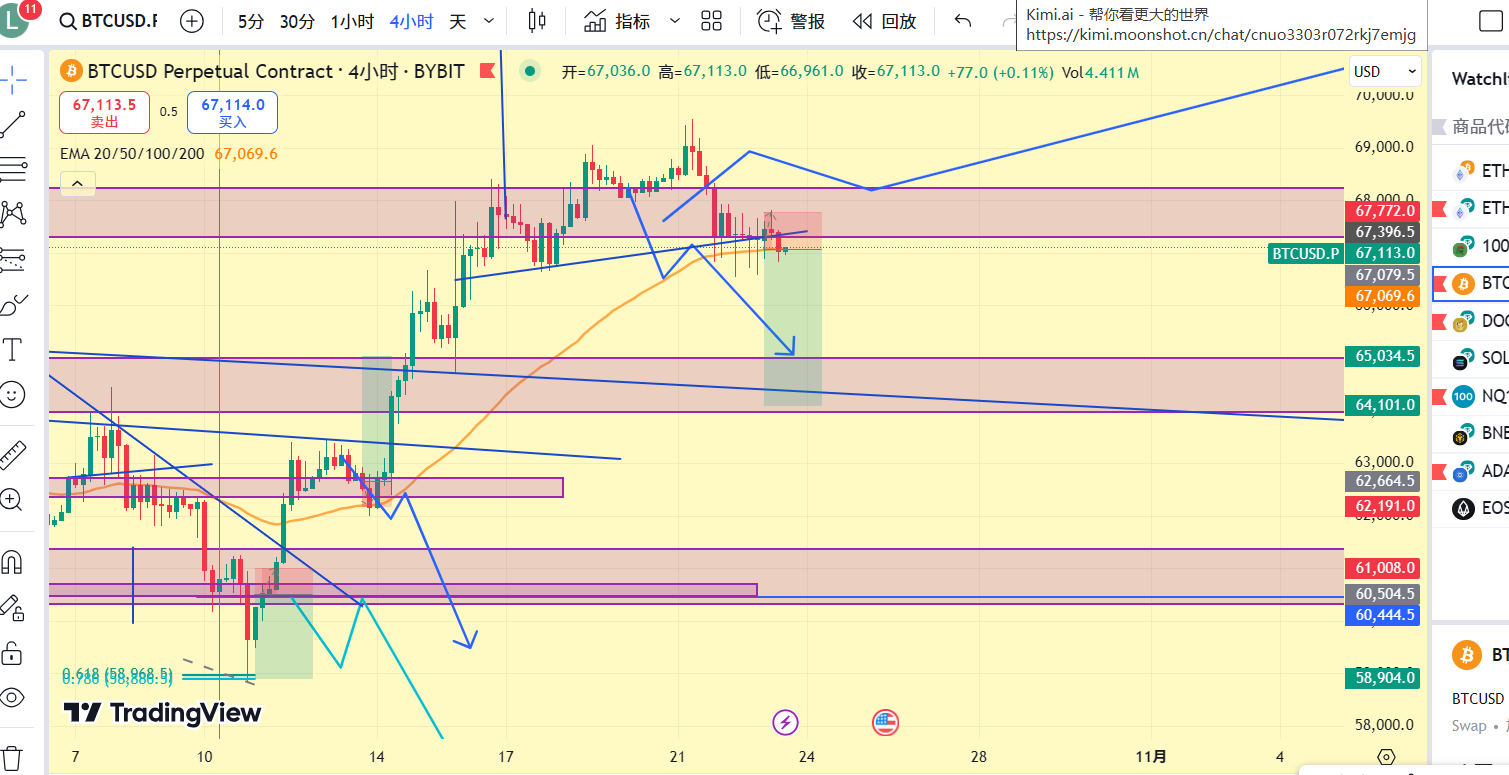 L
11
BTCUSD.F
5分
30分
1小时
4小时
天
指标
警报
回放
Kimi.ai - 帮你看更大的世界
https://kimi.moonshot.cn/chat/cnuo3303r072rkj7emjg
BTCUSD Perpetual Contract · 4小时 · BYBIT
开=67,036.0 高=67,113.0 低=66,961.0 收=67,113.0 +77.0 (+0.11%) Vol4.411 M
67,113.5
卖出
0.5
67,114.0
买入
EMA 20/50/100/200 67,069.6
USD
70,000.0
69,000.0
68,000.0
67,772.0
67,396.5
BTCUSD.P 67,113.0
67,079.5
67,069.6
65,034.5
64,101.0
63,000.0
62,664.5
62,191.0
62,000.0
61,008.0
60,504.5
60,444.5
58,904.0
58,000.0
0.618 (58,968.5)
0.786 (58,886.5)
TradingView
7
10
14
17
21
24
28
11月
4
Watchli
商品代码
ETH
ETH
100
BTC
DOG
SOL
100 NQ1
BNB
ADA
EOS
BT
BTCUSD
Swap •